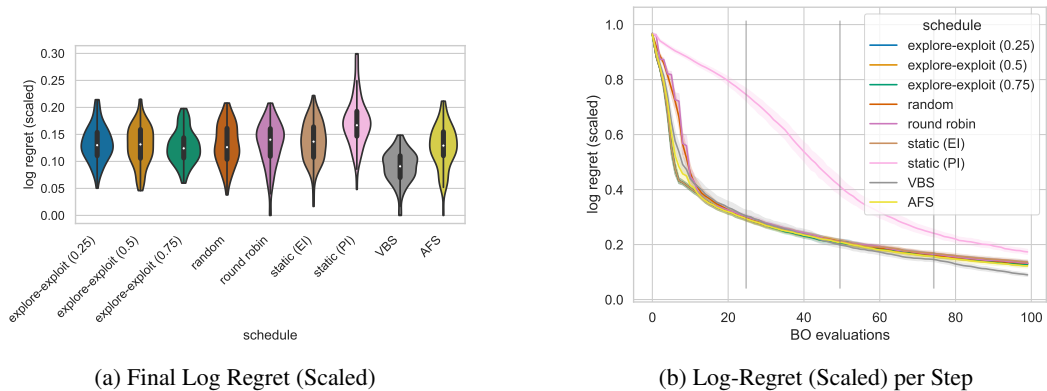 0.30
0.25
0.20
0.15
0.10
0.05
0.00
log regret (scaled)
explore-exploit (0.25)
explore-exploit (0.5)
explore-exploit (0.75)
random
round robin
static (EI)
static (PI)
VBS
AFS
schedule
(a) Final Log Regret (Scaled)
1.0
0.8
0.6
0.4
0.2
0.0
log regret (scaled)
schedule
explore-exploit (0.25)
explore-exploit (0.5)
explore-exploit (0.75)
random
round robin
static (EI)
static (PI)
VBS
AFS
0 20 40 60 80 100
BO evaluations
(b) Log-Regret (Scaled) per Step